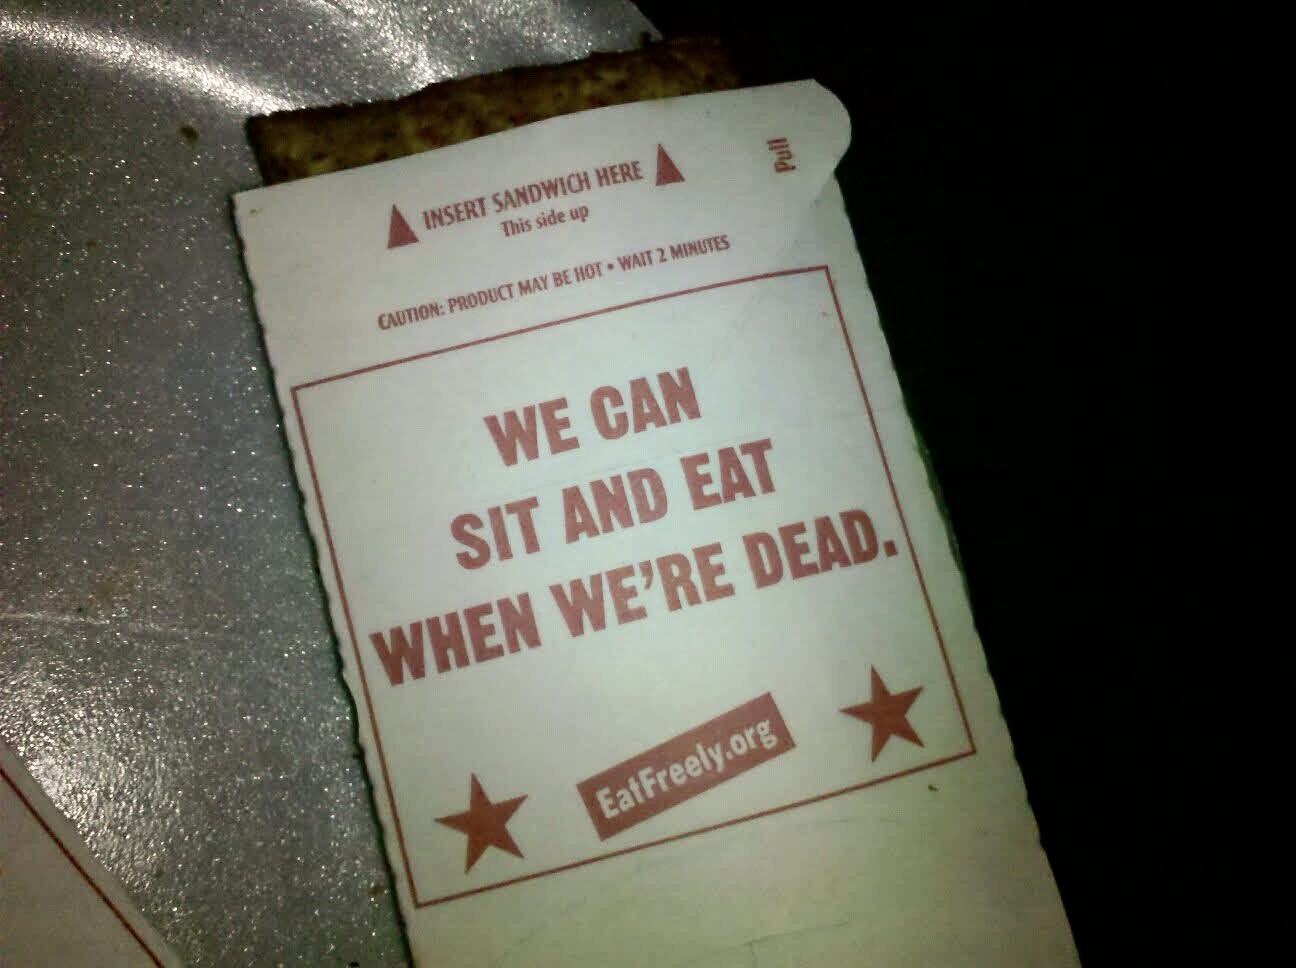 Pull
INSERT SANDWICH HERE
This side up
CAUTION: PRODUCT MAY BE HOT • WAIT 2 MINUTES
WE CAN
SIT AND EAT
WHEN WE'RE DEAD.
EatFreely.org